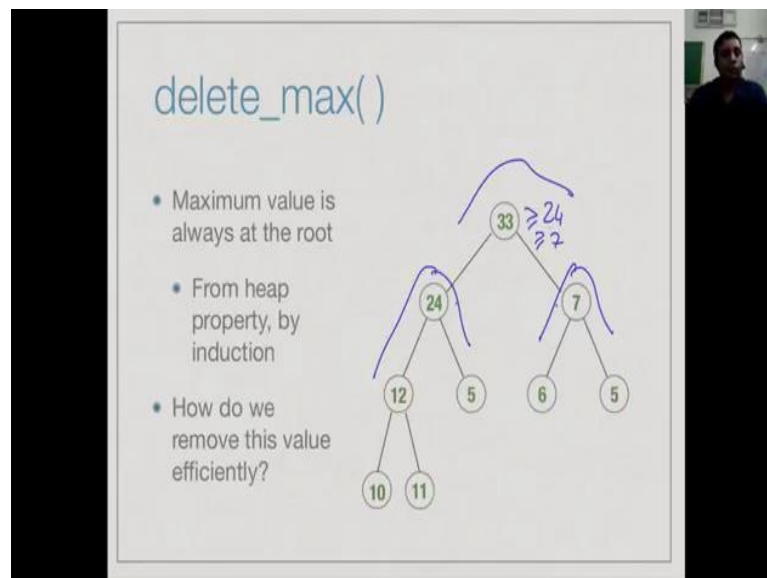 delete_max( )
• Maximum value is
always at the root
• From heap
property, by
induction
• How do we
remove this value
efficiently?
33 ⩾24
⩾7
24 7
12 5 6 5
10 11